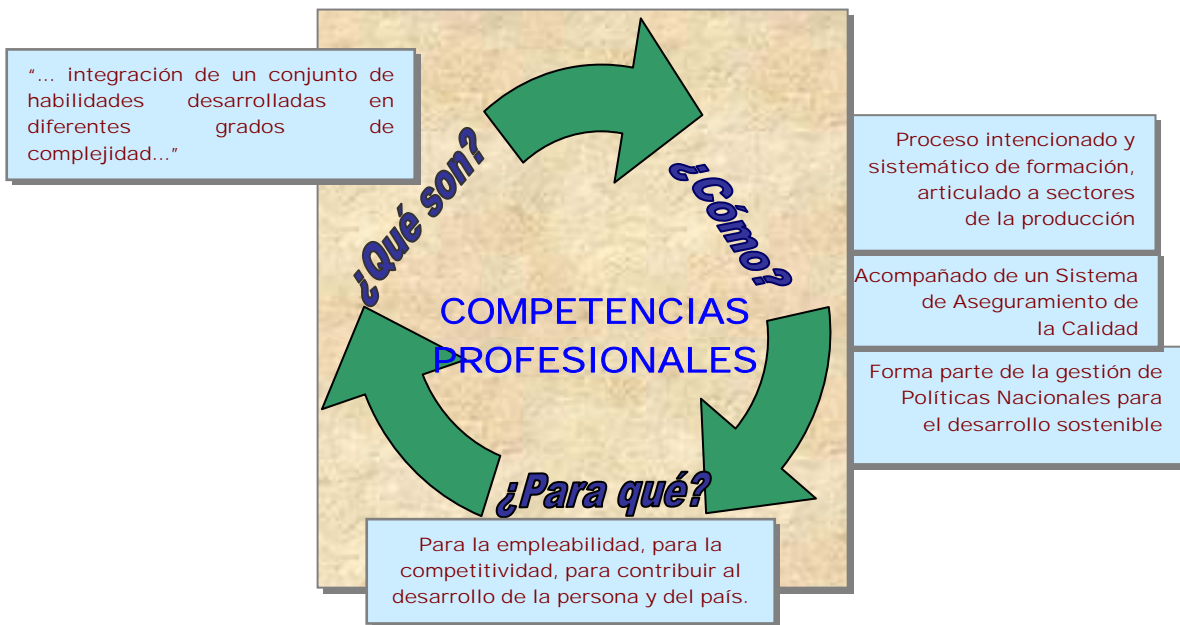 "... integración de un conjunto de
habilidades desarrolladas en
diferentes grados de
complejidad..."
¿Qué son?
¿Cómo?
Proceso intencionado y
sistemático de formación,
articulado a sectores
de la producción
Acompañado de un Sistema
de Aseguramiento de
la Calidad
Forma parte de la gestión de
Políticas Nacionales para
el desarrollo sostenible
COMPETENCIAS
PROFESIONALES
¿Para qué?
Para la empleabilidad, para la
competitividad, para contribuir al
desarrollo de la persona y del país.